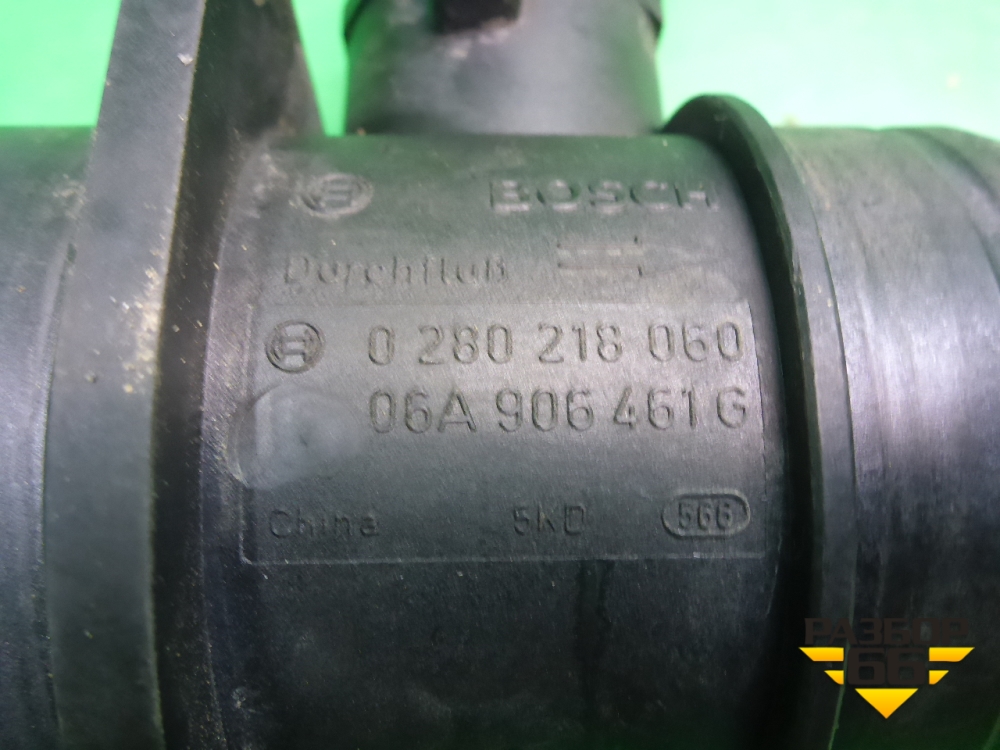 BOSCH
Durchfluß
0 280 218 060
06A 906 461 G
China 5KD 566
РАЗБОР
66